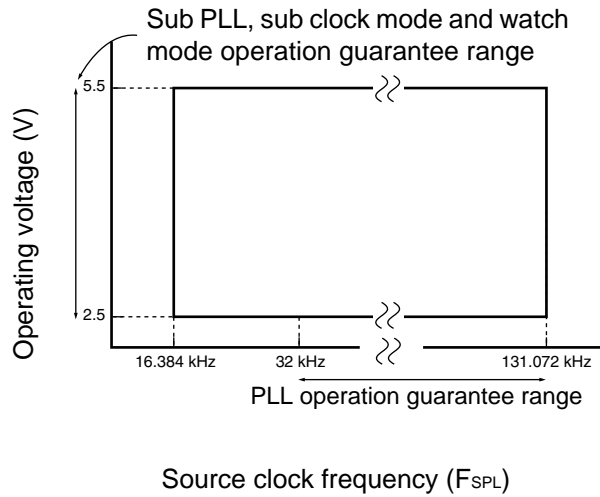 Sub PLL, sub clock mode and watch
mode operation guarantee range
Operating voltage (V)
5.5
2.5
16.384 kHz
32 kHz
131.072 kHz
PLL operation guarantee range
Source clock frequency (FSPL)